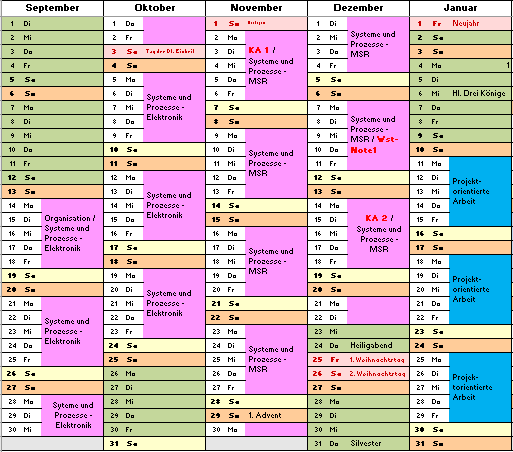 September
1 Di
2 Mi
3 Do
4 Fr
5 Sa
6 So
7 Mo
8 Di
9 Mi
10 Do
11 Fr
12 Sa
13 So
14 Mo
15 Di Organisation /
16 Mi Systeme und
17 Do Prozesse -
18 Fr Elektronik
19 Sa
20 So
21 Mo
22 Di
23 Mi Systeme und
24 Do Prozesse -
25 Fr Elektronik
26 Sa
27 So
28 Mo Syteme und
29 Di Prozesse -
30 Mi Elektronik
Oktober
1 Do
2 Fr
3 Sa Tag der Dt. Einheit
4 So
5 Mo
6 Di Systeme und
7 Mi Prozesse -
8 Do Elektronik
9 Fr
10 Sa
11 So
12 Mo
13 Di Systeme und
14 Mi Prozesse -
15 Do Elektronik
16 Fr
17 Sa
18 So
19 Mo
20 Di Systeme und
21 Mi Prozesse -
22 Do Elektronik
23 Fr
24 Sa
25 So
26 Mo
27 Di
28 Mi
29 Do
30 Fr
31 Sa
November
1 So
2 Mo
3 Di KA 1 /
4 Mi Systeme und
5 Do Prozesse -
6 Fr MSR
7 Sa
8 So
9 Mo
10 Di Systeme und
11 Mi Prozesse -
12 Do MSR
13 Fr
14 Sa
15 So
16 Mo
17 Di Systeme und
18 Mi Prozesse -
19 Do MSR
20 Fr
21 Sa
22 So
23 Mo
24 Di Systeme und
25 Mi Prozesse -
26 Do MSR
27 Fr
28 Sa
29 So 1. Advent
30 Mo
Dezember
1 Di
2 Mi Systeme und
3 Do Prozesse -
4 Fr MSR
5 Sa
6 So
7 Mo
8 Di Systeme und
9 Mi Prozesse -
10 Do MSR / Wst-
11 Fr Note1
12 Sa
13 So
14 Mo
15 Di KA 2 /
16 Mi Systeme und
17 Do Prozesse -
18 Fr MSR
19 Sa
20 So
21 Mo
22 Di
23 Mi
24 Do Heiligabend
25 Fr 1. Weihnachtstag
26 Sa 2. Weihnachtstag
27 So
28 Mo
29 Di
30 Mi
31 Do Silvester
Januar
1 Fr Neujahr
2 Sa
3 So
4 Mo 1
5 Di
6 Mi Hl. Drei Könige
7 Do
8 Fr
9 Sa
10 So
11 Mo
12 Di Projekt-
13 Mi orientierte
14 Do Arbeit
15 Fr
16 Sa
17 So
18 Mo
19 Di Projekt-
20 Mi orientierte
21 Do Arbeit
22 Fr
23 Sa
24 So
25 Mo
26 Di Projekt-
27 Mi orientierte
28 Do Arbeit
29 Fr
30 Sa
31 So